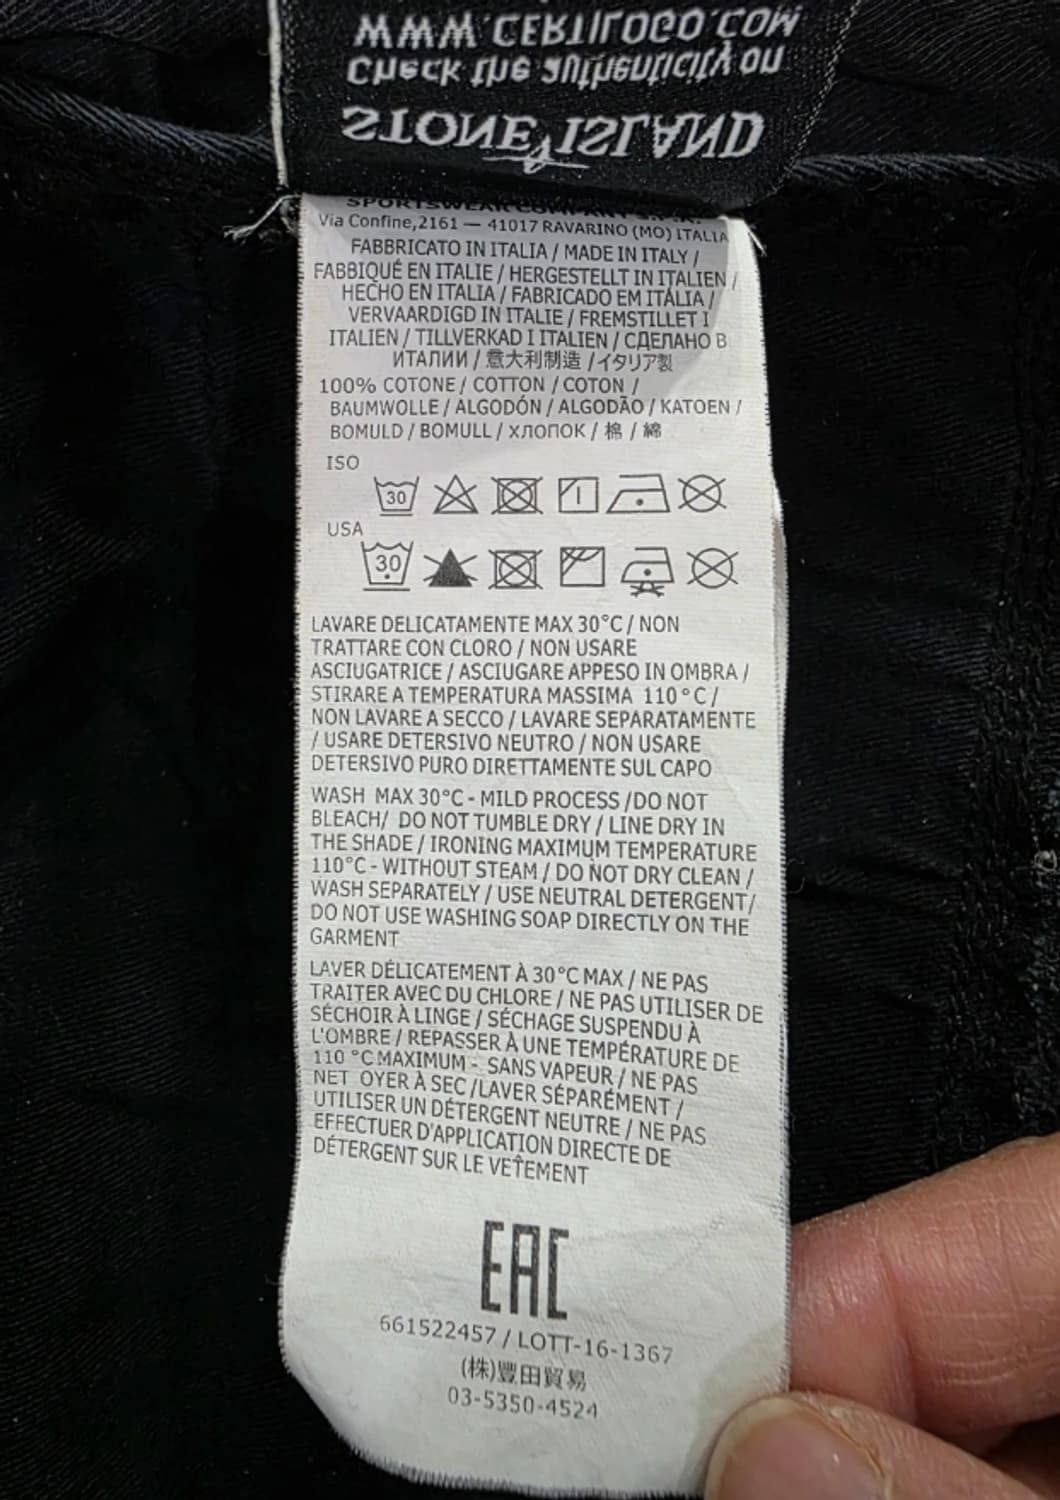 WWW.CERTILOGO.COM
Check the authenticity on
STONE ISLAND
SPORTSWEAR COMPANY S.P.A.
Via Confine,2161 — 41017 RAVARINO (MO) ITALIA
FABBRICATO IN ITALIA / MADE IN ITALY /
FABBIQUÉ EN ITALIE / HERGESTELLT IN ITALIEN /
HECHO EN ITALIA / FABRICADO EM ITÁLIA /
VERVAARDIGD IN ITALIE / FREMSTILLET I
ITALIEN / TILLVERKAD I ITALIEN / СДЕЛАНО В
ИТАЛИИ / 意大利制造 /イタリア製
100% COTONE / COTTON / COTON /
BAUMWOLLE / ALGODÓN / ALGODÃO / KATOEN /
BOMULD / BOMULL / ХЛОПОК / 棉 / 綿
ISO
30
USA
30
LAVARE DELICATAMENTE MAX 30°C / NON
TRATTARE CON CLORO / NON USARE
ASCIUGATRICE / ASCIUGARE APPESO IN OMBRA /
STIRARE A TEMPERATURA MASSIMA 110°C /
NON LAVARE A SECCO / LAVARE SEPARATAMENTE
/ USARE DETERSIVO NEUTRO / NON USARE
DETERSIVO PURO DIRETTAMENTE SUL CAPO
WASH MAX 30°C - MILD PROCESS /DO NOT
BLEACH/ DO NOT TUMBLE DRY / LINE DRY IN
THE SHADE / IRONING MAXIMUM TEMPERATURE
110°C - WITHOUT STEAM / DO NOT DRY CLEAN /
WASH SEPARATELY / USE NEUTRAL DETERGENT/
DO NOT USE WASHING SOAP DIRECTLY ON THE
GARMENT
LAVER DÉLICATEMENT À 30°C MAX / NE PAS
TRAITER AVEC DU CHLORE / NE PAS UTILISER DE
SÉCHOIR À LINGE / SÉCHAGE SUSPENDU À
L'OMBRE / REPASSER À UNE TEMPÉRATURE DE
110 °C MAXIMUM - SANS VAPEUR / NE PAS
NET OYER À SEC /LAVER SÉPARÉMENT /
UTILISER UN DÉTERGENT NEUTRE / NE PAS
EFFECTUER D'APPLICATION DIRECTE DE
DÉTERGENT SUR LE VETEMENT
EAC
661522457 / LOTT-16-1367
(株)豐田貿易
03-5350-4524